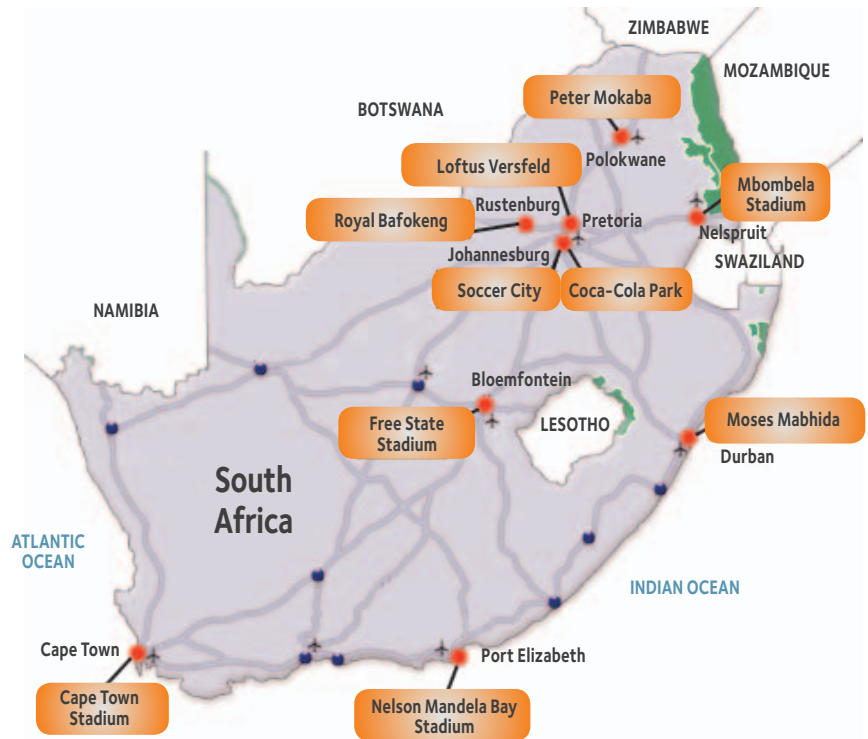 ZIMBABWE
MOZAMBIQUE
Peter Mokaba
BOTSWANA
Polokwane
Loftus Versfeld
Mbombela
Stadium
Rustenburg
Royal Bafokeng
Pretoria
Nelspruit
Johannesburg
SWAZILAND
Soccer City
Coca-Cola Park
NAMIBIA
Bloemfontein
Free State
Stadium
LESOTHO
Moses Mabhida
Durban
South
Africa
ATLANTIC
OCEAN
INDIAN OCEAN
Cape Town
Port Elizabeth
Cape Town
Stadium
Nelson Mandela Bay
Stadium